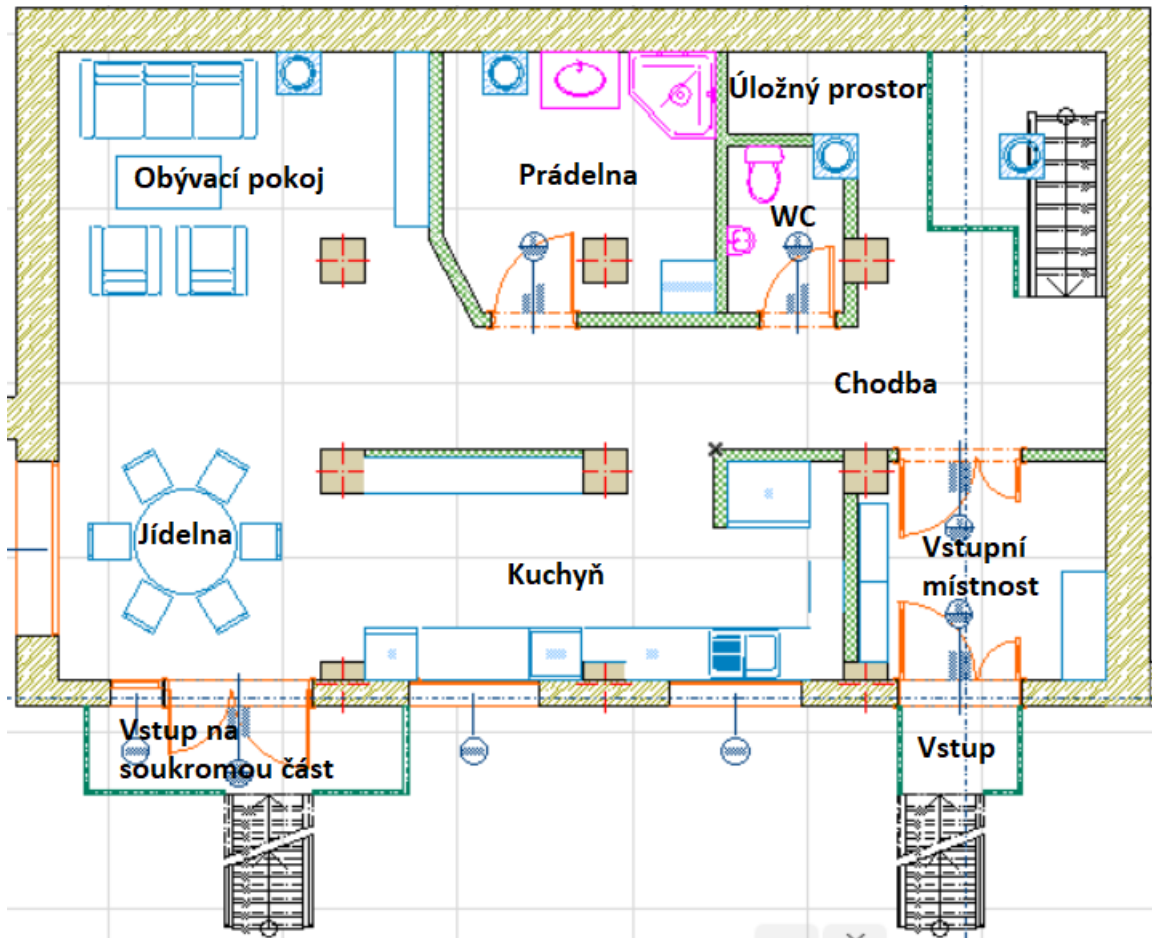 Úložný prostor
Obývací pokoj
Prádelna
WC
Chodba
Jídelna
Kuchyň
Vstupní
místnost
Vstup na
soukromou část
Vstup